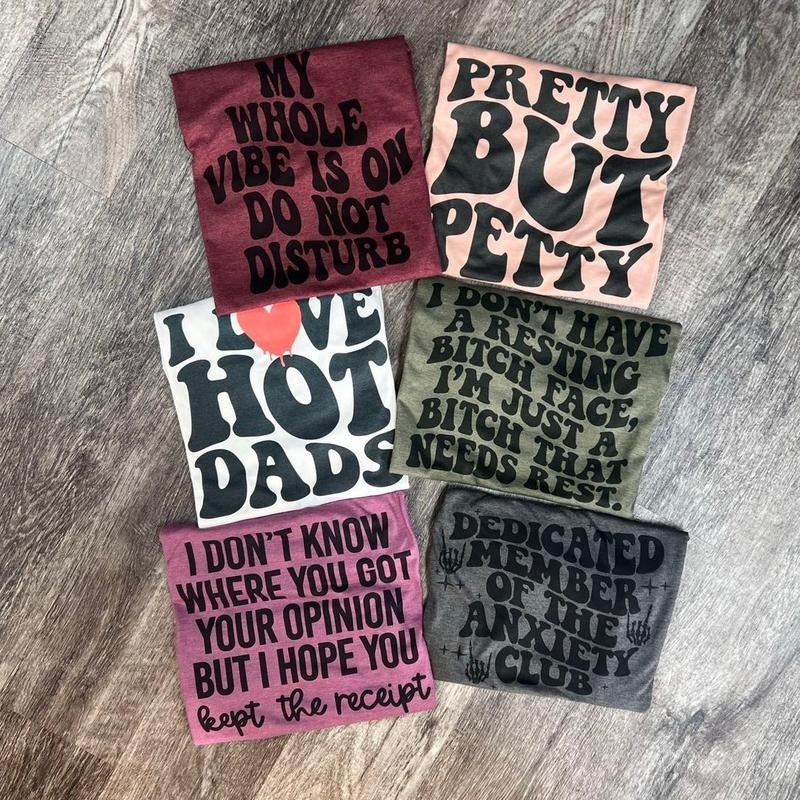 MY
WHOLE
VIBE IS ON
DO NOT
DISTURB
PRETTY
BUT
PETTY
I LOVE
HOT
DADS
I DON'T HAVE
A RESTING
BITCH FACE,
I'M JUST A
BITCH THAT
NEEDS REST.
I DON'T KNOW
WHERE YOU GOT
YOUR OPINION
BUT I HOPE YOU
kept the receipt
DEDICATED
MEMBER
OF THE
ANXIETY
CLUB